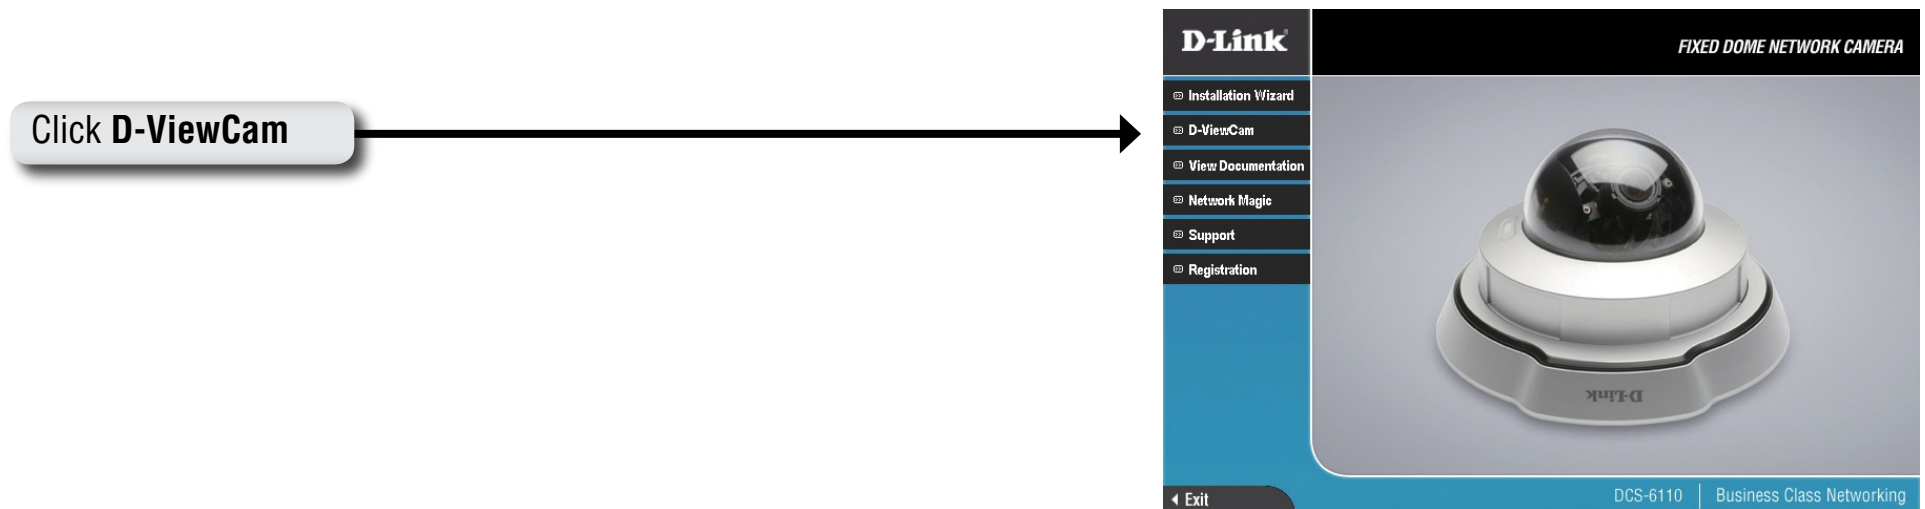 Click D-ViewCam
D-Link
FIXED DOME NETWORK CAMERA
Installation Wizard
D-ViewCam
View Documentation
Network Magic
Support
Registration
D-Link
Exit
DCS-6110 | Business Class Networking